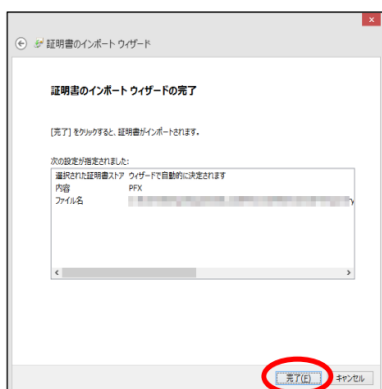 証明書のインポート ウィザード
証明書のインポート ウィザードの完了
[完了] をクリックすると、証明書がインポートされます。
次の設定が指定されました:
選択された証明書ストア ウィザードで自動的に決定されます
内容 PFX
ファイル名
完了(F) キャンセル